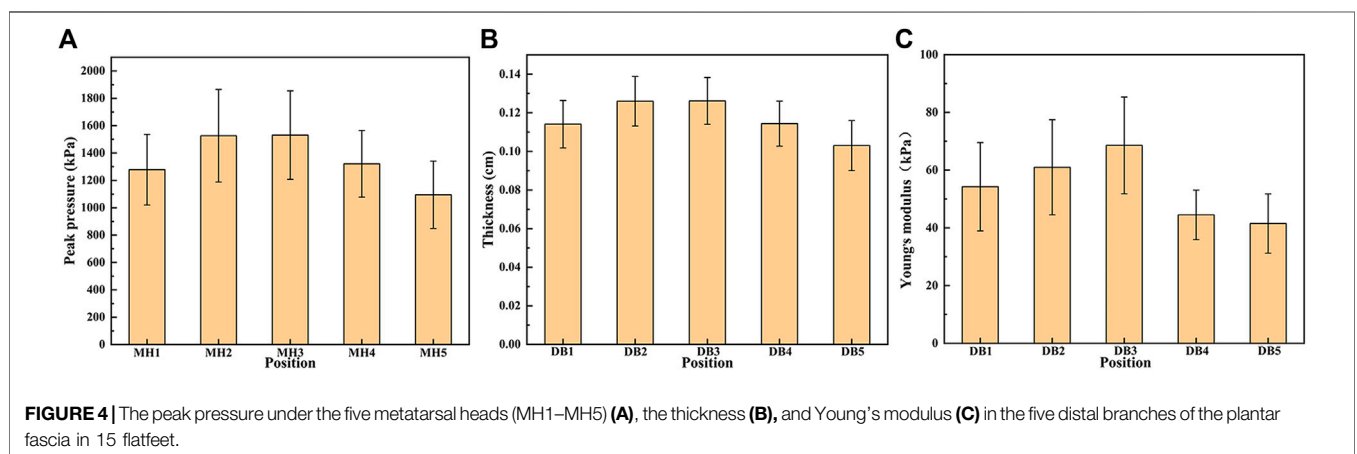 A
Peak pressure (kPa)
2000
1800
1600
1400
1200
1000
800
600
400
200
0
MH1 MH2 MH3 MH4 MH5
Position
B
Thickness (cm)
0.14
0.12
0.10
0.08
0.06
0.04
0.02
0.00
DB1 DB2 DB3 DB4 DB5
Position
C
Young's modulus (kPa)
100
80
60
40
20
0
DB1 DB2 DB3 DB4 DB5
Position
FIGURE 4 | The peak pressure under the five metatarsal heads (MH1–MH5) (A), the thickness (B), and Young’s modulus (C) in the five distal branches of the plantar
fascia in 15 flatfeet.